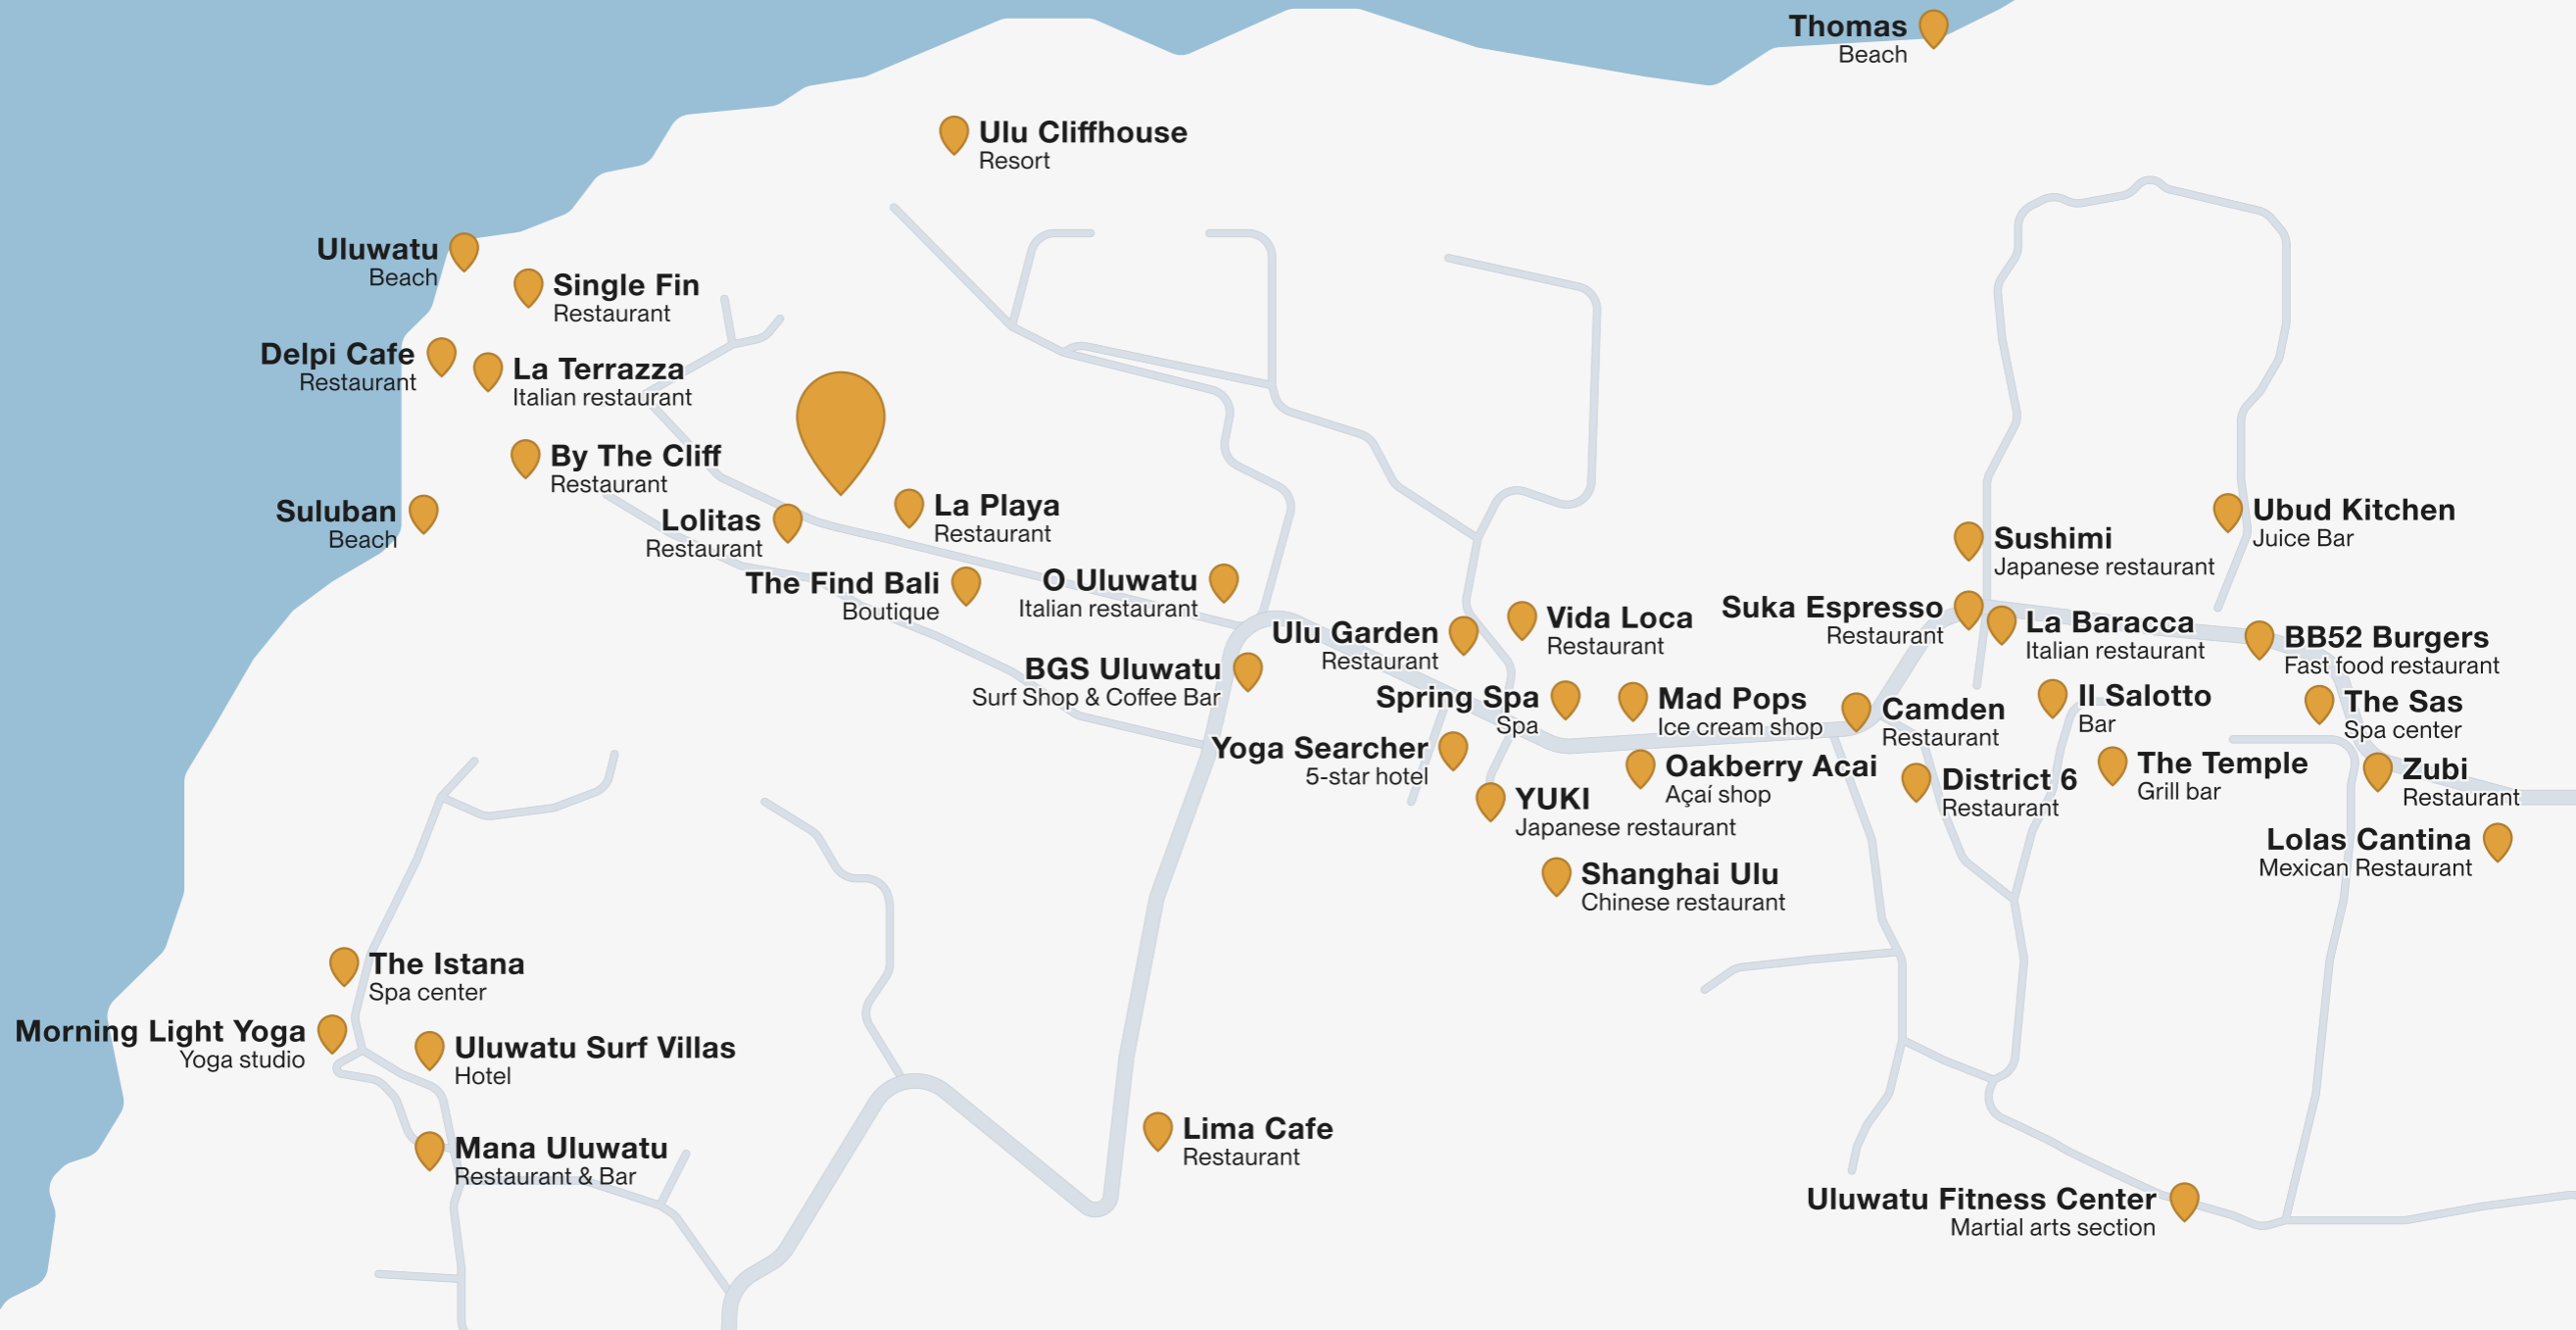 Thomas
Beach
Ulu Cliffhouse
Resort
Uluwatu
Beach
Single Fin
Restaurant
Delpi Cafe
Restaurant
La Terrazza
Italian restaurant
By The Cliff
Restaurant
Suluban
Beach
Lolitas
Restaurant
La Playa
Restaurant
The Find Bali
Boutique
O Uluwatu
Italian restaurant
BGS Uluwatu
Surf Shop & Coffee Bar
Ulu Garden
Restaurant
Vida Loca
Restaurant
Spring Spa
Spa
Mad Pops
Ice cream shop
Yoga Searcher
5-star hotel
YUKI
Japanese restaurant
Oakberry Acai
Açaí shop
Shanghai Ulu
Chinese restaurant
Sushimi
Japanese restaurant
Ubud Kitchen
Juice Bar
Suka Espresso
Restaurant
La Baracca
Italian restaurant
BB52 Burgers
Fast food restaurant
Camden
Restaurant
Il Salotto
Bar
The Sas
Spa center
District 6
Restaurant
The Temple
Grill bar
Zubi
Restaurant
Lolas Cantina
Mexican Restaurant
The Istana
Spa center
Morning Light Yoga
Yoga studio
Uluwatu Surf Villas
Hotel
Mana Uluwatu
Restaurant & Bar
Lima Cafe
Restaurant
Uluwatu Fitness Center
Martial arts section